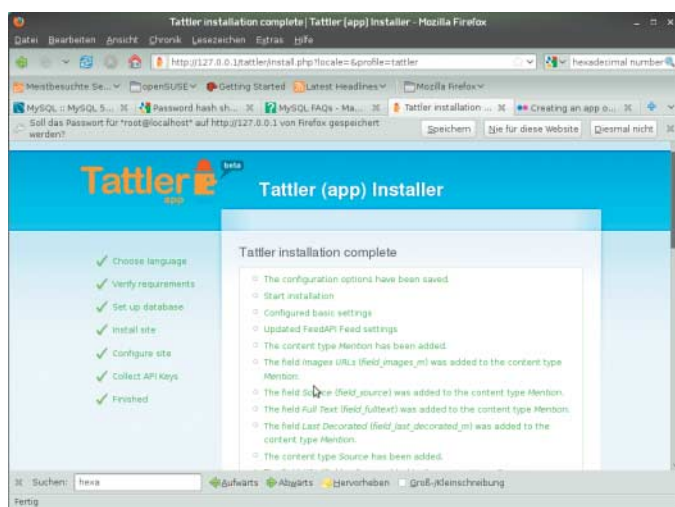 Tattler installation complete | Tattler (app) Installer - Mozilla Firefox
Datei Bearbeiten Ansicht Chronik Lesezeichen Extras Hilfe
http://127.0.0.1/tattler/install.php?locale=&profile=tattler
hexadecimal number
Meistbesuchte Se... openSUSE Getting Started Latest Headlines Mozilla Firefox
MySQL :: MySQL 5.... Password hash sh... MySQL FAQs - Ma... Tattler installation ... Creating an app o...
Soll das Passwort für "root@localhost" auf http://127.0.0.1 von Firefox gespeichert
werden?
Speichern Nie für diese Website Diesmal nicht
Tattler app beta
Tattler (app) Installer
Choose language
Verify requirements
Set up database
Install site
Configure site
Collect API Keys
Finished
Tattler installation complete
The configuration options have been saved.
Start installation
Configured basic settings
Updated FeedAPI Feed settings
The content type Mention has been added.
The field Images URLs (field_images_m) was added to the content type
Mention.
The field Source (field_source) was added to the content type Mention.
The field Full Text (field_fulltext) was added to the content type Mention.
The field Last Decorated (field_last_decorated_m) was added to the
content type Mention.
The content type Source has been added.
Suchen: hexa Aufwärts Abwärts Hervorheben Groß-/Kleinschreibung
Fertig